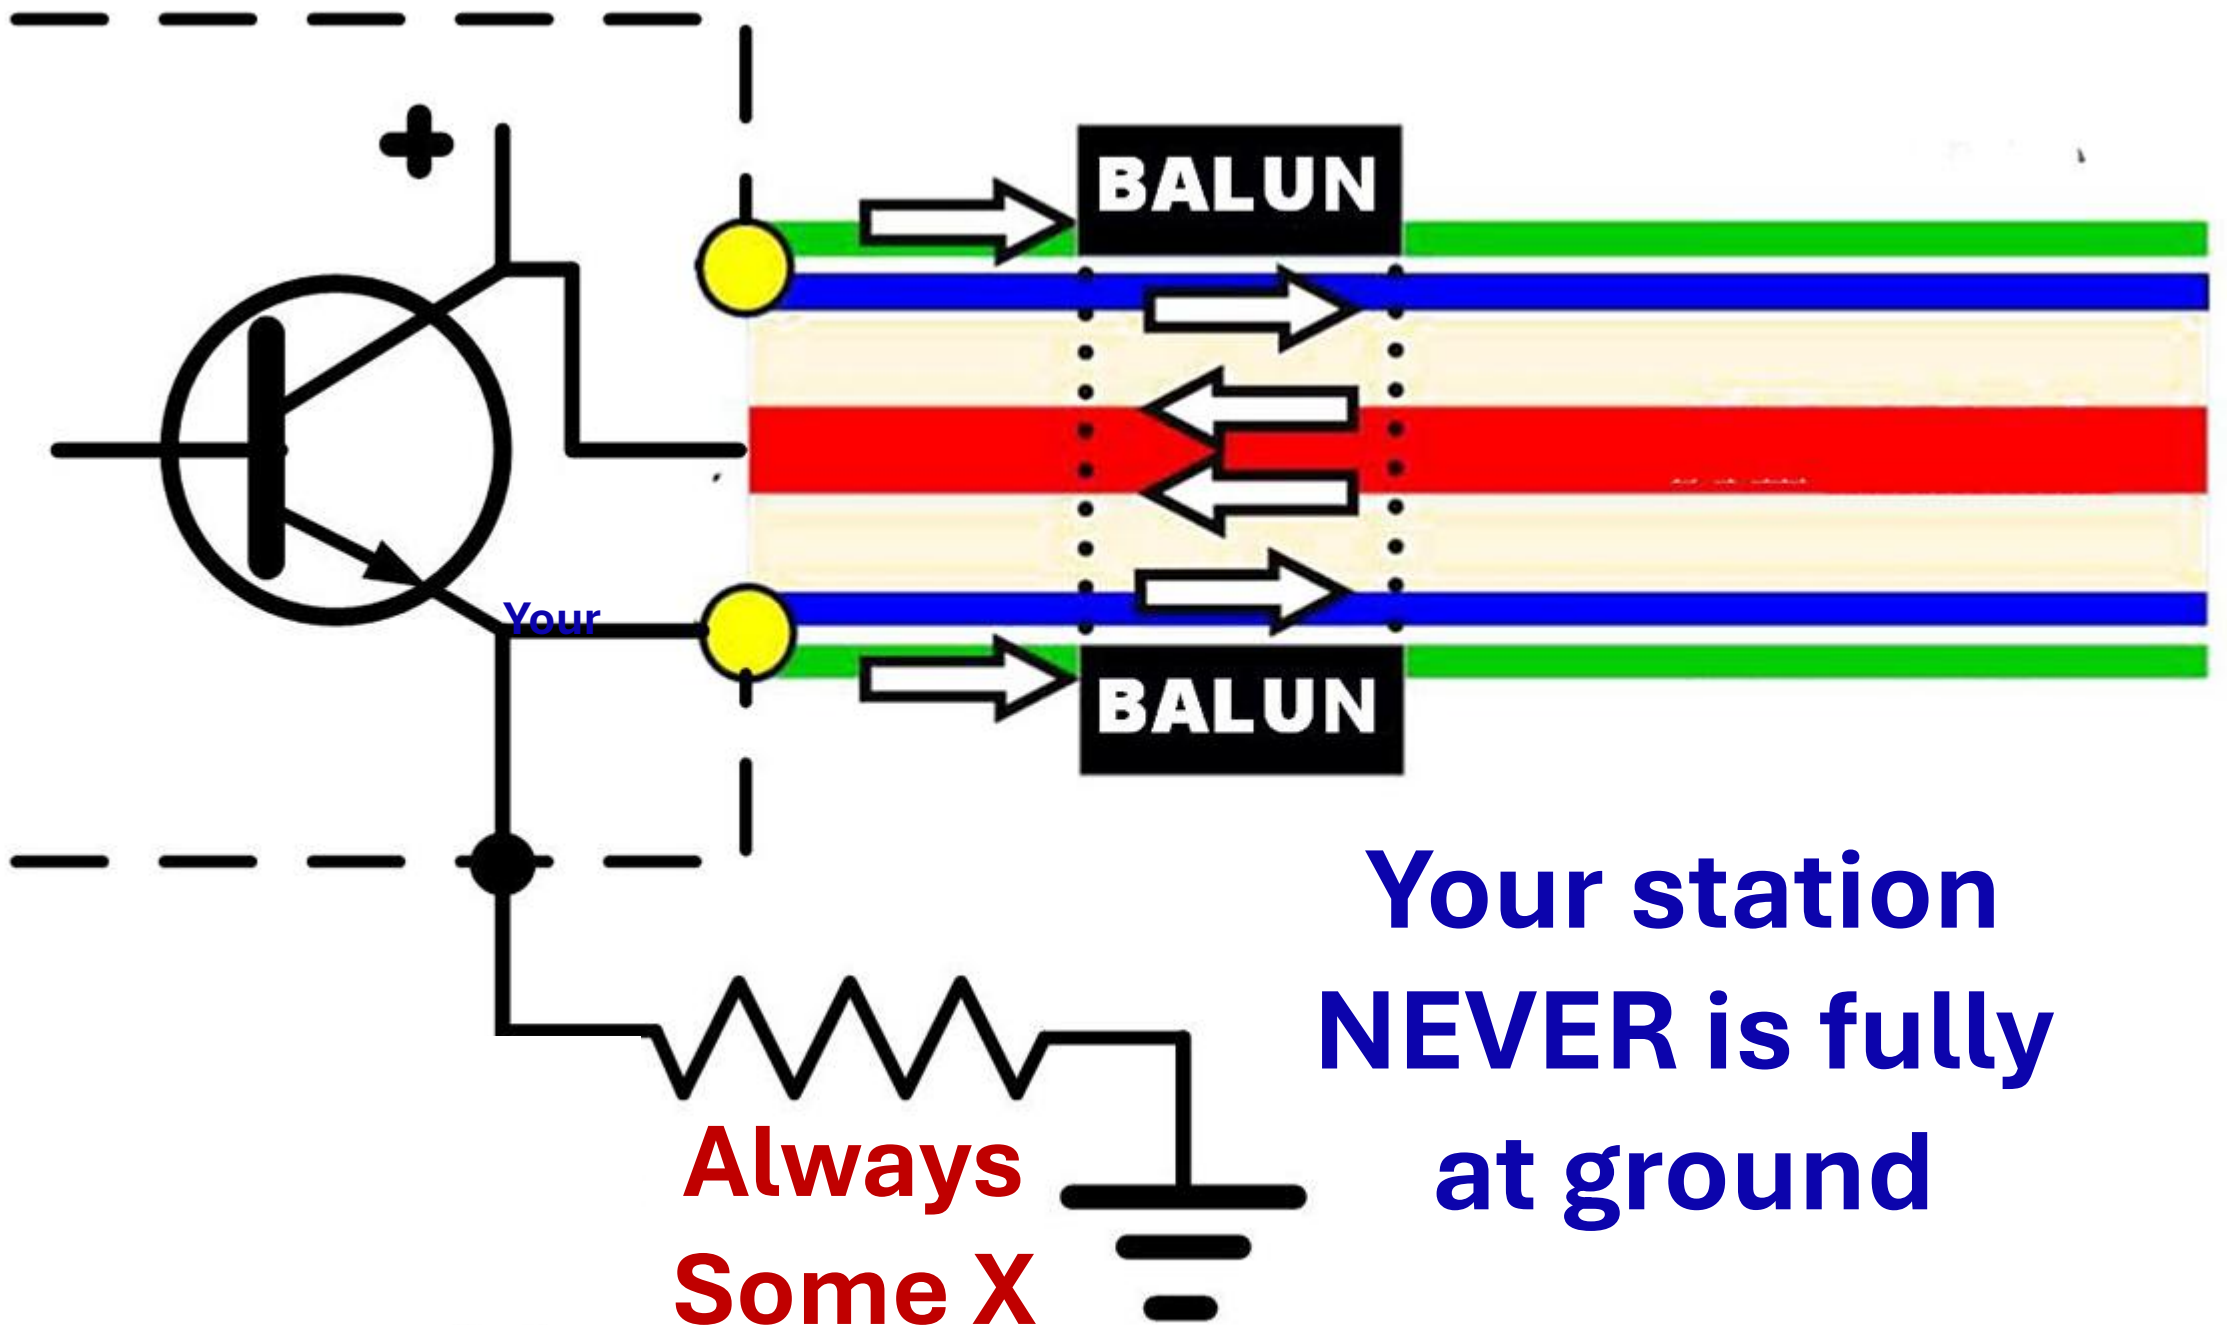 +
BALUN
Your
BALUN
Your station
NEVER is fully
at ground
Always
Some X